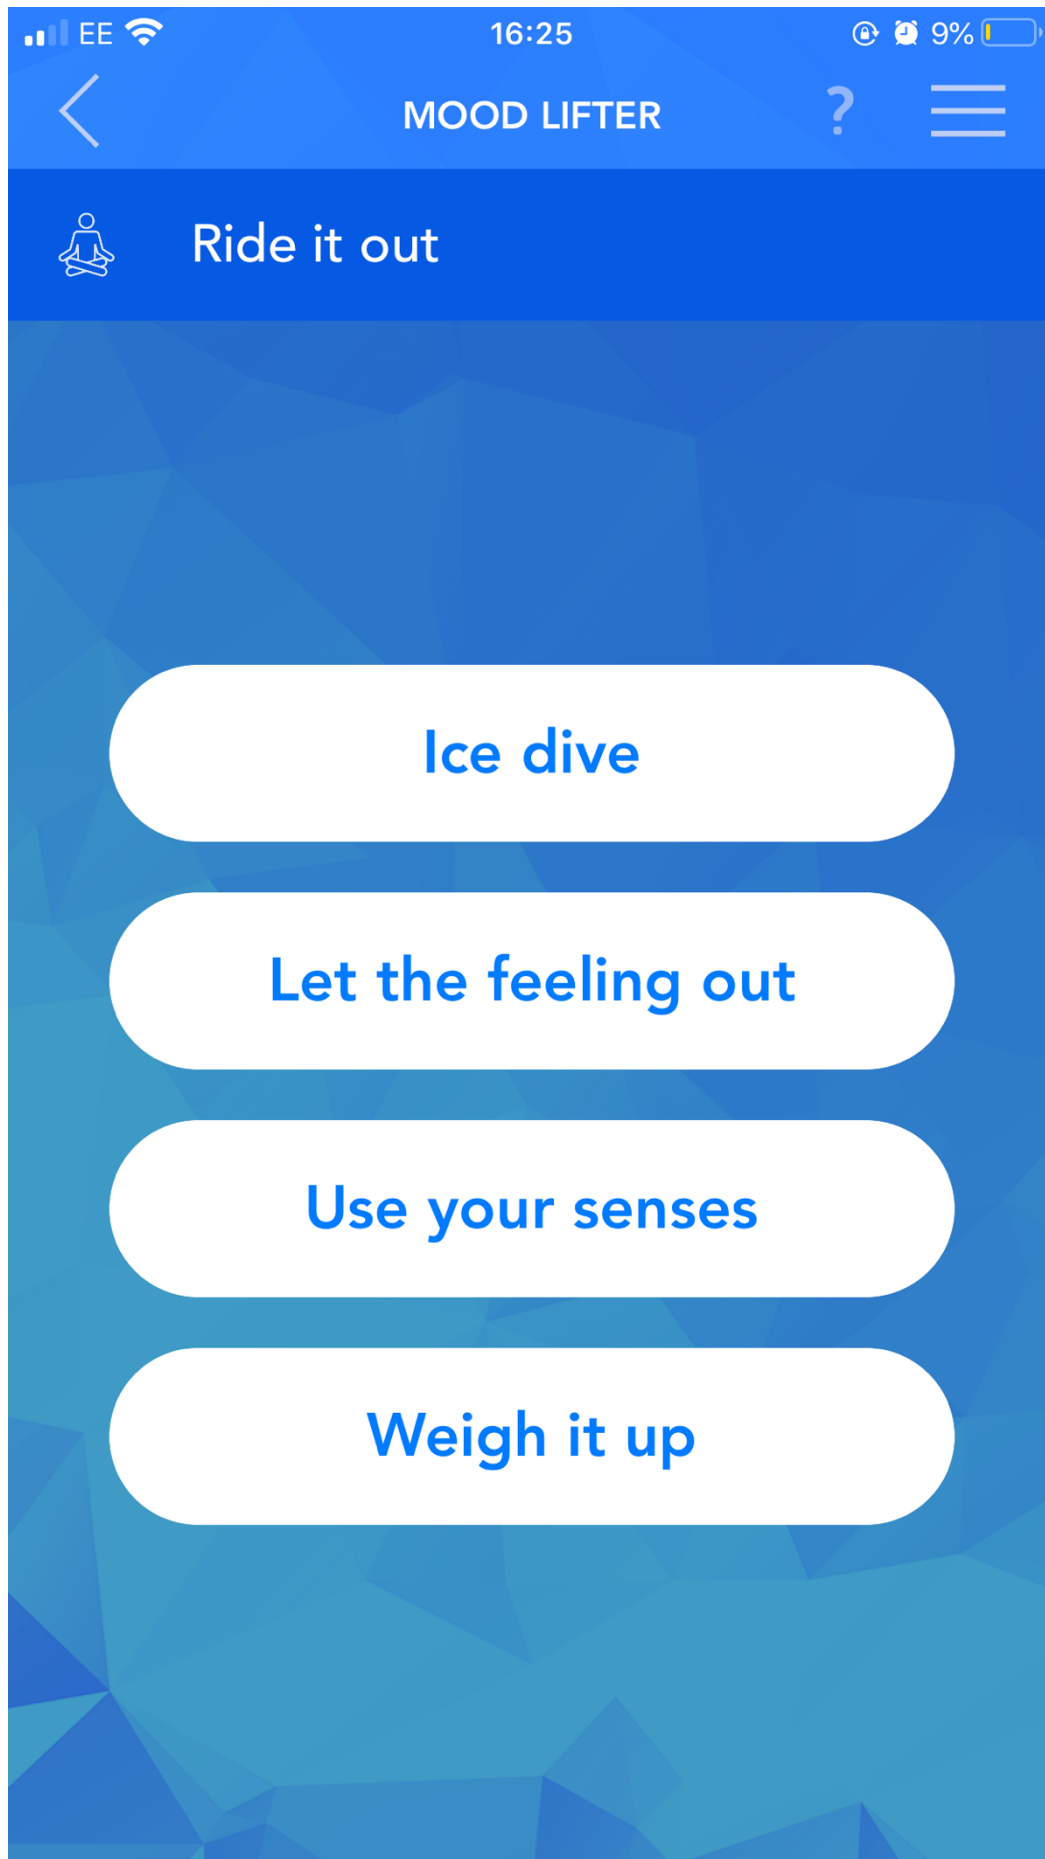 EE 16:25 9%
MOOD LIFTER ?
Ride it out
Ice dive
Let the feeling out
Use your senses
Weigh it up